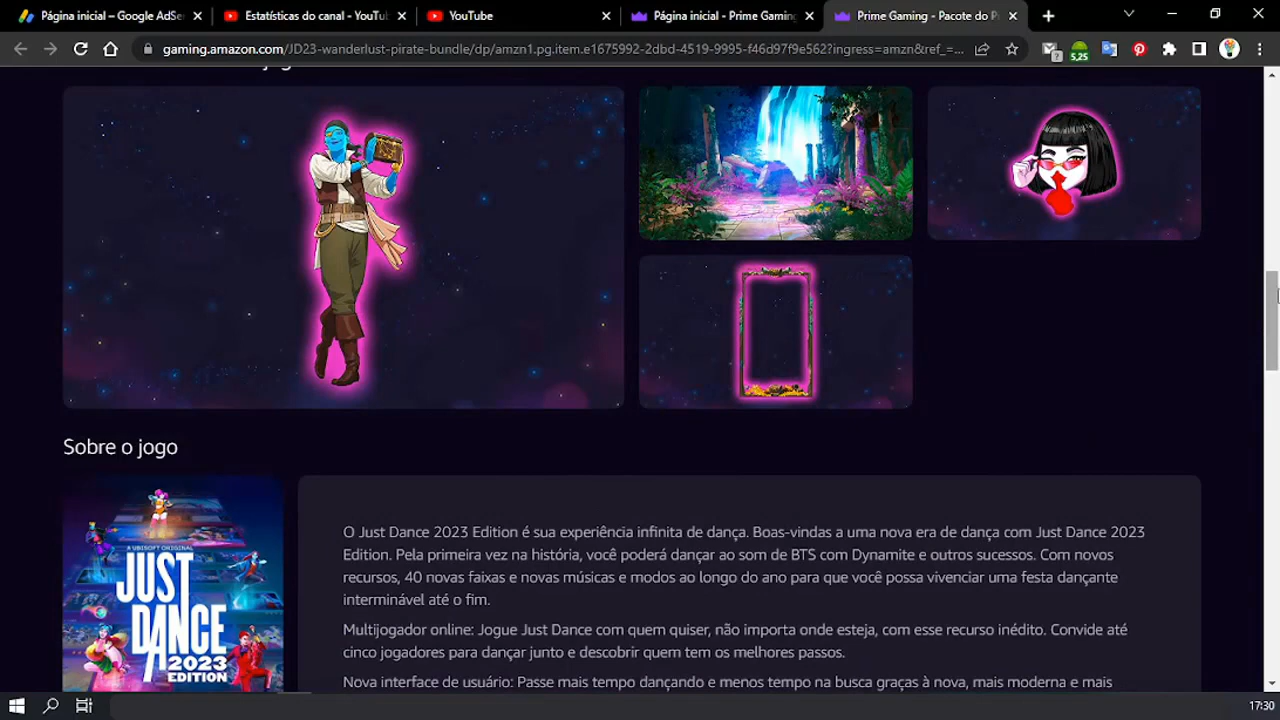 Página inicial – Google AdSe
Estatísticas do canal - YouTu
YouTube
Página inicial - Prime Gaming
Prime Gaming - Pacote do P
gaming.amazon.com/JD23-wanderlust-pirate-bundle/dp/amzn1.pg.item.e1675992-2dbd-4519-9995-f46d97f9e562?ingress=amzn&ref_=...
?
5,25
Sobre o jogo
A UBISOFT ORIGINAL
JUST
DANCE
2023
EDITION
O Just Dance 2023 Edition é sua experiência infinita de dança. Boas-vindas a uma nova era de dança com Just Dance 2023
Edition. Pela primeira vez na história, você poderá dançar ao som de BTS com Dynamite e outros sucessos. Com novos
recursos, 40 novas faixas e novas músicas e modos ao longo do ano para que você possa vivenciar uma festa dançante
interminável até o fim.
Multijogador online: Jogue Just Dance com quem quiser, não importa onde esteja, com esse recurso inédito. Convide até
cinco jogadores para dançar junto e descobrir quem tem os melhores passos.
Nova interface de usuário: Passe mais tempo dançando e menos tempo na busca graças à nova, mais moderna e mais
17:30